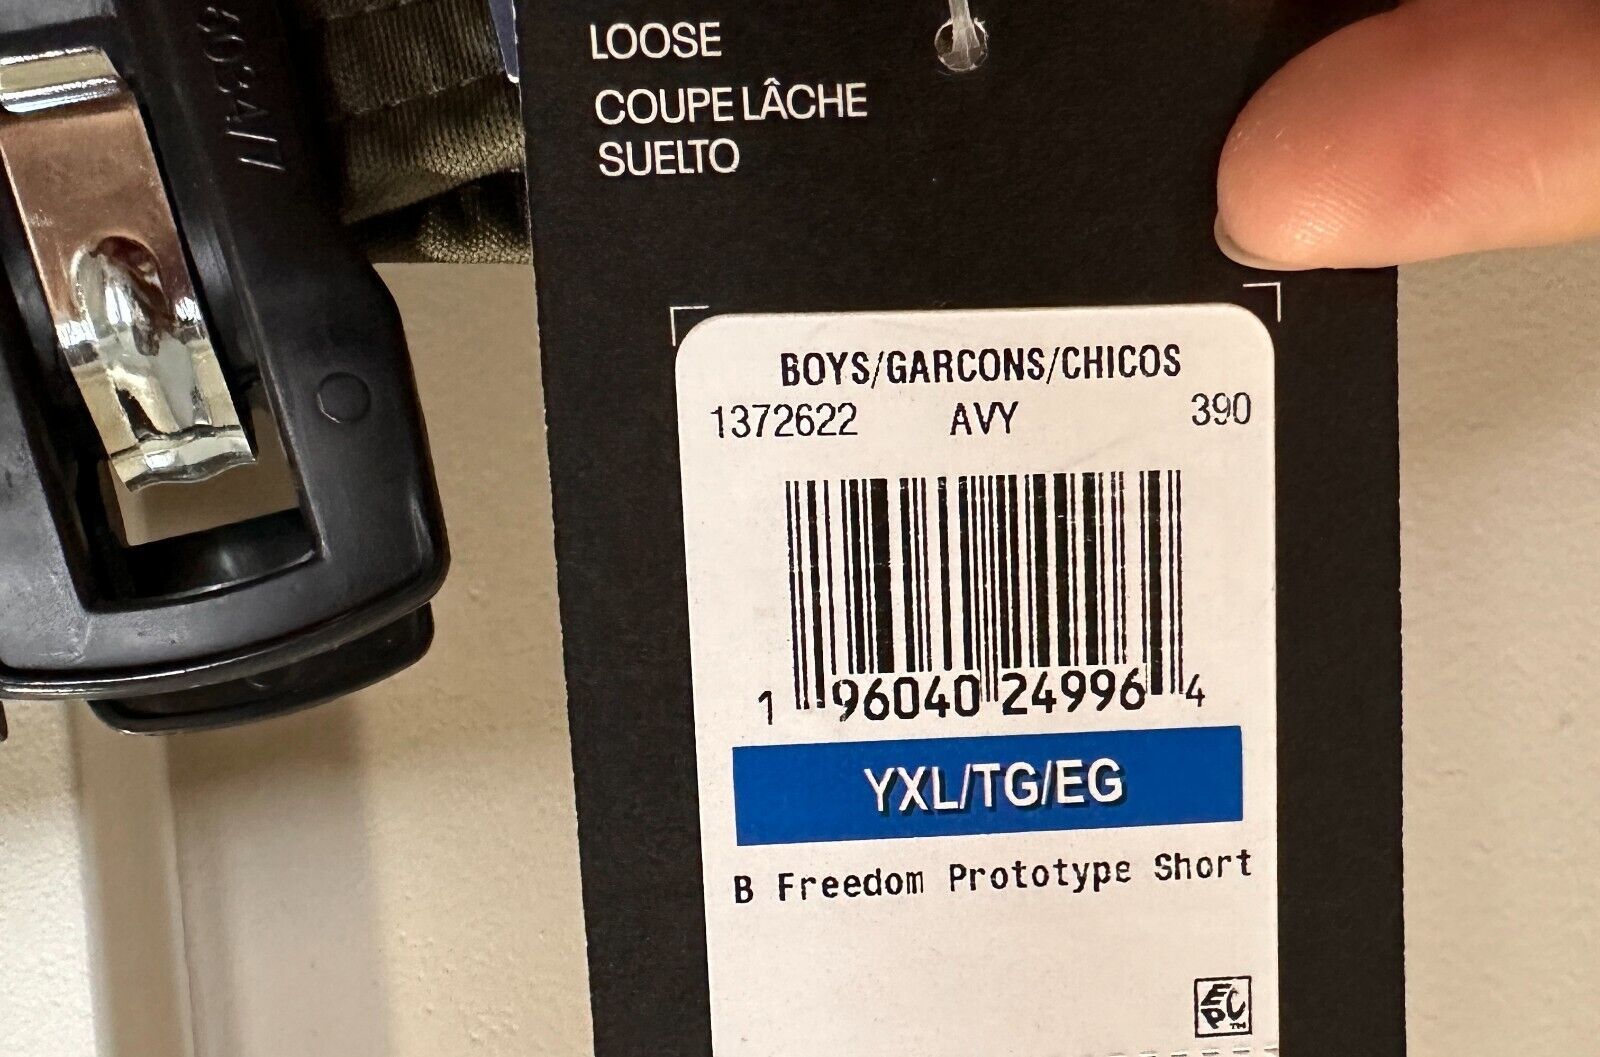 LOOSE
COUPE LÂCHE
SUELTO
BOYS/GARCONS/CHICOS
1372622 AVY 390
1 96040 24996 4
YXL/TG/EG
B Freedom Prototype Short
EPC™